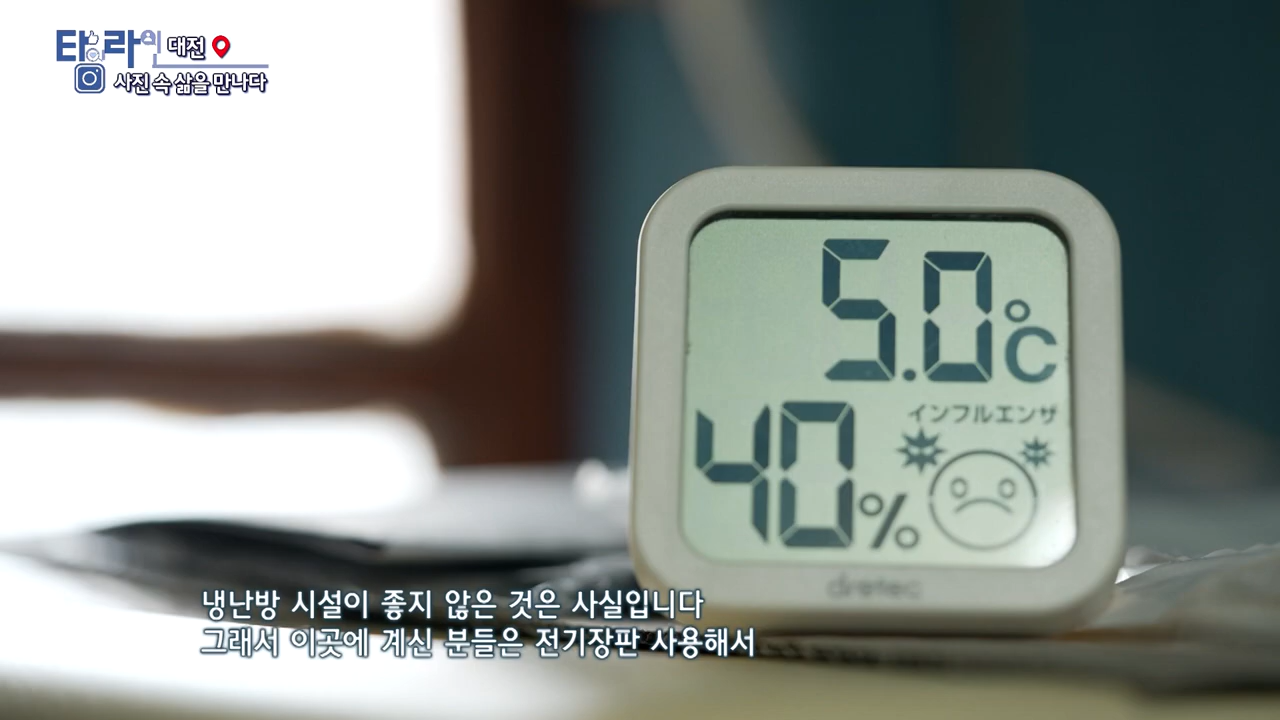 타라의 대전
사진 속 삶을 만나다
5.0℃
インフルエンザ
40%
dretec
냉난방 시설이 좋지 않은 것은 사실입니다
그래서 이곳에 계신 분들은 전기장판 사용해서